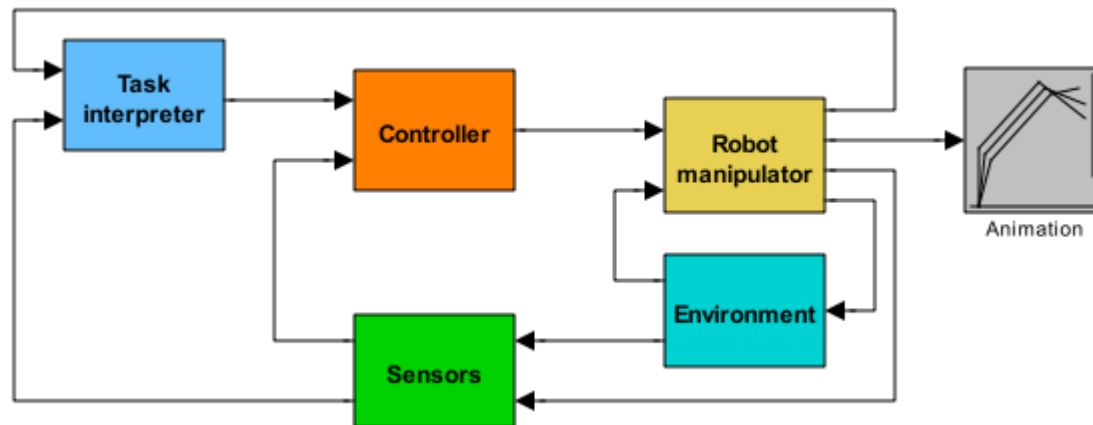 Task
interpreter
Controller
Robot
manipulator
Animation
Environment
Sensors